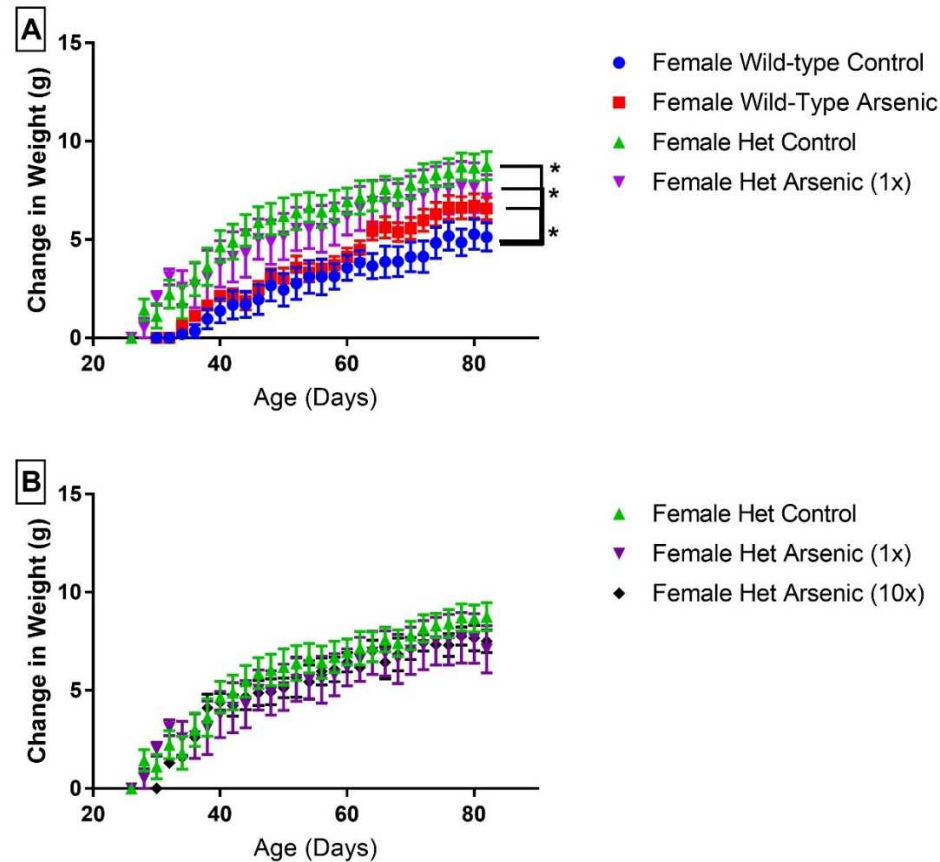 A
Change in Weight (g)
15
10
5
0
20
40
60
80
Age (Days)
Female Wild-type Control
Female Wild-Type Arsenic
Female Het Control
Female Het Arsenic (1x)
*
*
*
B
Change in Weight (g)
15
10
5
0
20
40
60
80
Age (Days)
Female Het Control
Female Het Arsenic (1x)
Female Het Arsenic (10x)